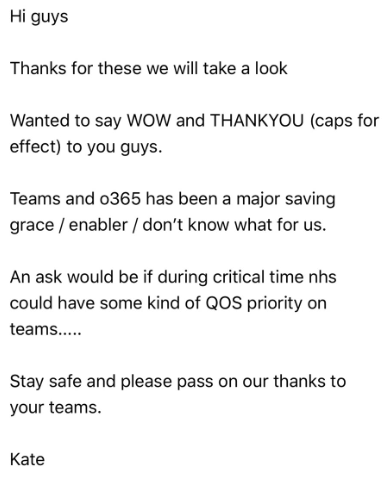 Hi guys
Thanks for these we will take a look
Wanted to say WOW and THANKYOU (caps for
effect) to you guys.
Teams and o365 has been a major saving
grace / enabler / don’t know what for us.
An ask would be if during critical time nhs
could have some kind of QOS priority on
teams.....
Stay safe and please pass on our thanks to
your teams.
Kate